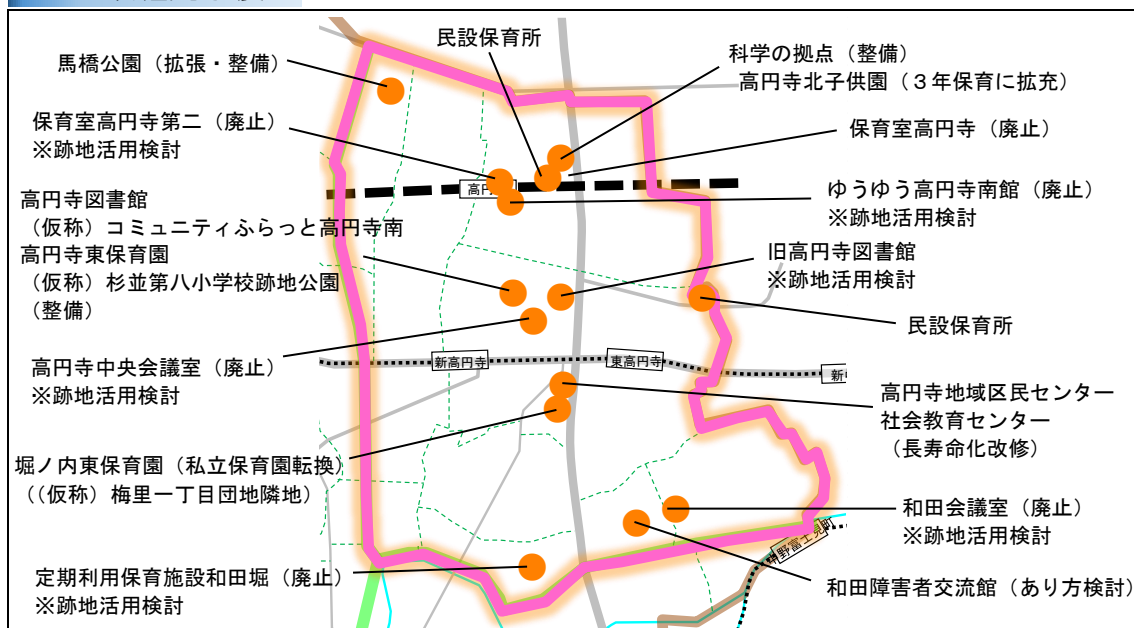 民設保育所
科学の拠点（整備）
高円寺北子供園（３年保育に拡充）
馬橋公園（拡張・整備）
保育室高円寺第二（廃止）
※跡地活用検討
保育室高円寺（廃止）
高円
ゆうゆう高円寺南館（廃止）
※跡地活用検討
高円寺図書館
（仮称）コミュニティふらっと高円寺南
高円寺東保育園
（仮称）杉並第八小学校跡地公園
（整備）
旧高円寺図書館
※跡地活用検討
民設保育所
高円寺中央会議室（廃止）
※跡地活用検討
新高円寺
東高円寺
高円寺地域区民センター
社会教育センター
（長寿命化改修）
堀ノ内東保育園（私立保育園転換）
（（仮称）梅里一丁目団地隣地）
和田会議室（廃止）
※跡地活用検討
野富士見町
定期利用保育施設和田堀（廃止）
※跡地活用検討
和田障害者交流館（あり方検討）